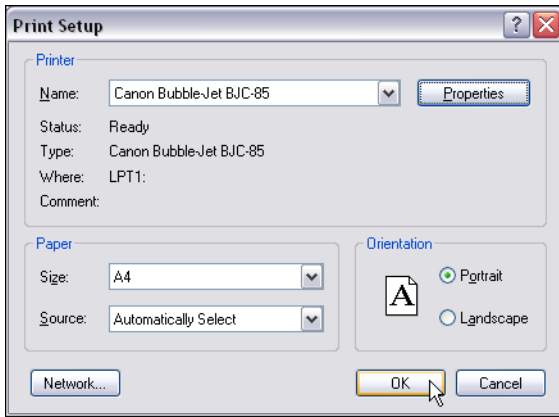 Print Setup
Printer
Name: Canon Bubble-Jet BJC-85 Properties
Status: Ready
Type: Canon Bubble-Jet BJC-85
Where: LPT1:
Comment:
Paper
Size: A4
Source: Automatically Select
Orientation
A
Portrait
Landscape
Network... OK Cancel